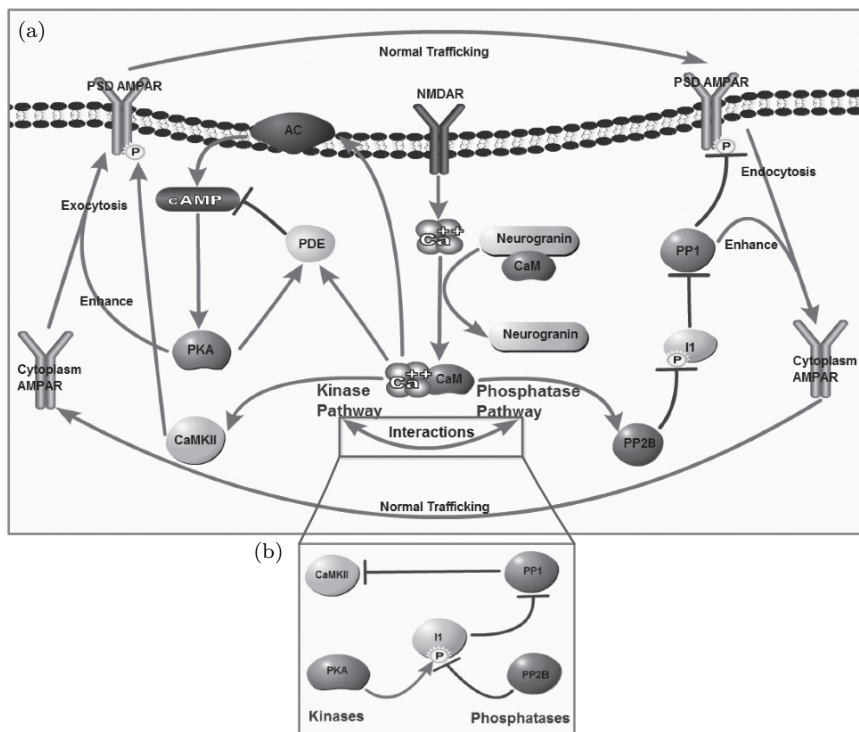 (a)
Normal Trafficking
PSD AMPAR
NMDAR
PSD AMPAR
AC
P
P
Exocytosis
cAMP
Endocytosis
PDE
Ca++
Neurogranin
CaM
PP1
Enhance
Enhance
Neurogranin
PKA
I1
P
Cytoplasm
AMPAR
Cytoplasm
AMPAR
Ca++
CaM
Kinase
Pathway
Phosphatase
Pathway
CaMKII
Interactions
PP2B
Normal Trafficking
(b)
CaMKII
PP1
I1
P
PKA
PP2B
Kinases
Phosphatases